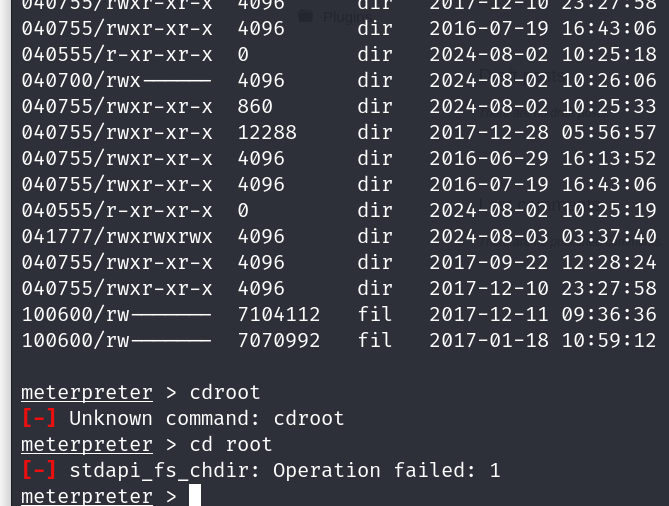 040755/rwxr-xr-x 4096 dir 2017-12-10 23:27:58
Plugin
040755/rwxr-xr-x 4096 dir 2016-07-19 16:43:06
040555/r-xr-xr-x 0 dir 2024-08-02 10:25:18
040700/rwx------ 4096 dir 2024-08-02 10:26:06
040755/rwxr-xr-x 860 dir 2024-08-02 10:25:33
040755/rwxr-xr-x 12288 dir 2017-12-28 05:56:57
040755/rwxr-xr-x 4096 dir 2016-06-29 16:13:52
040755/rwxr-xr-x 4096 dir 2016-07-19 16:43:06
040555/r-xr-xr-x 0 dir 2024-08-02 10:25:19
041777/rwxrwxrwx 4096 dir 2024-08-03 03:37:40
040755/rwxr-xr-x 4096 dir 2017-09-22 12:28:24
040755/rwxr-xr-x 4096 dir 2017-12-10 23:27:58
100600/rw------- 7104112 fil 2017-12-11 09:36:36
100600/rw------- 7070992 fil 2017-01-18 10:59:12
meterpreter > cdroot
[-] Unknown command: cdroot
meterpreter > cd root
[-] stdapi_fs_chdir: Operation failed: 1
meterpreter >